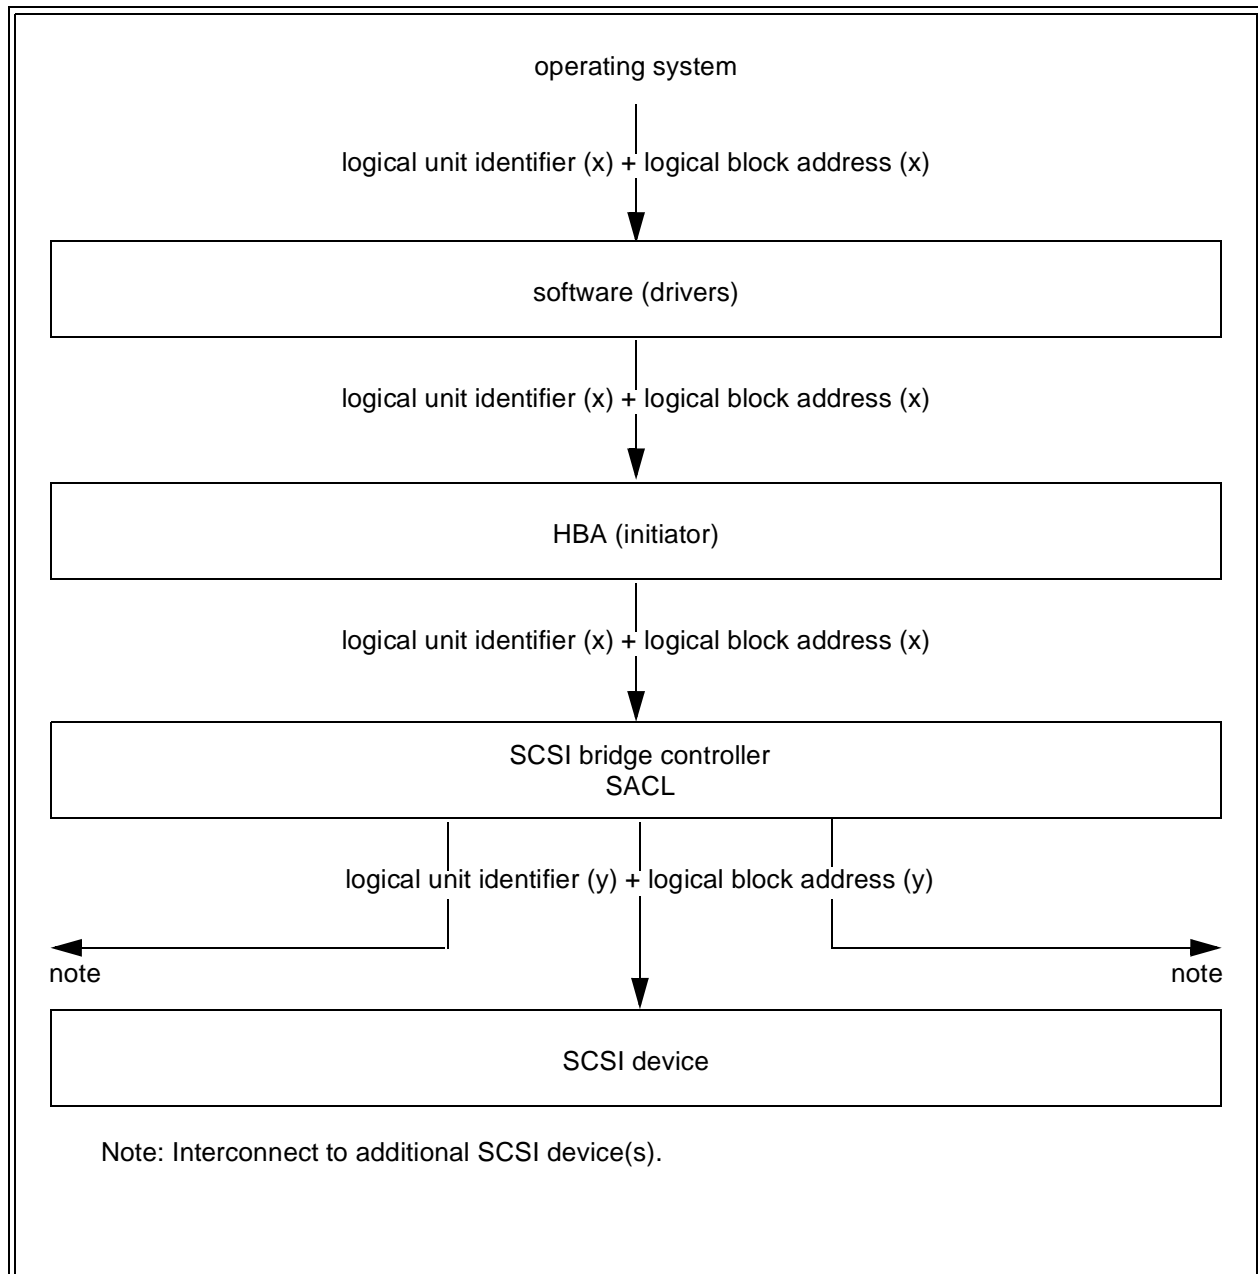 operating system
logical unit identifier (x) + logical block address (x)
software (drivers)
logical unit identifier (x) + logical block address (x)
HBA (initiator)
logical unit identifier (x) + logical block address (x)
SCSI bridge controller
SACL
logical unit identifier (y) + logical block address (y)
note
note
SCSI device
Note: Interconnect to additional SCSI device(s).